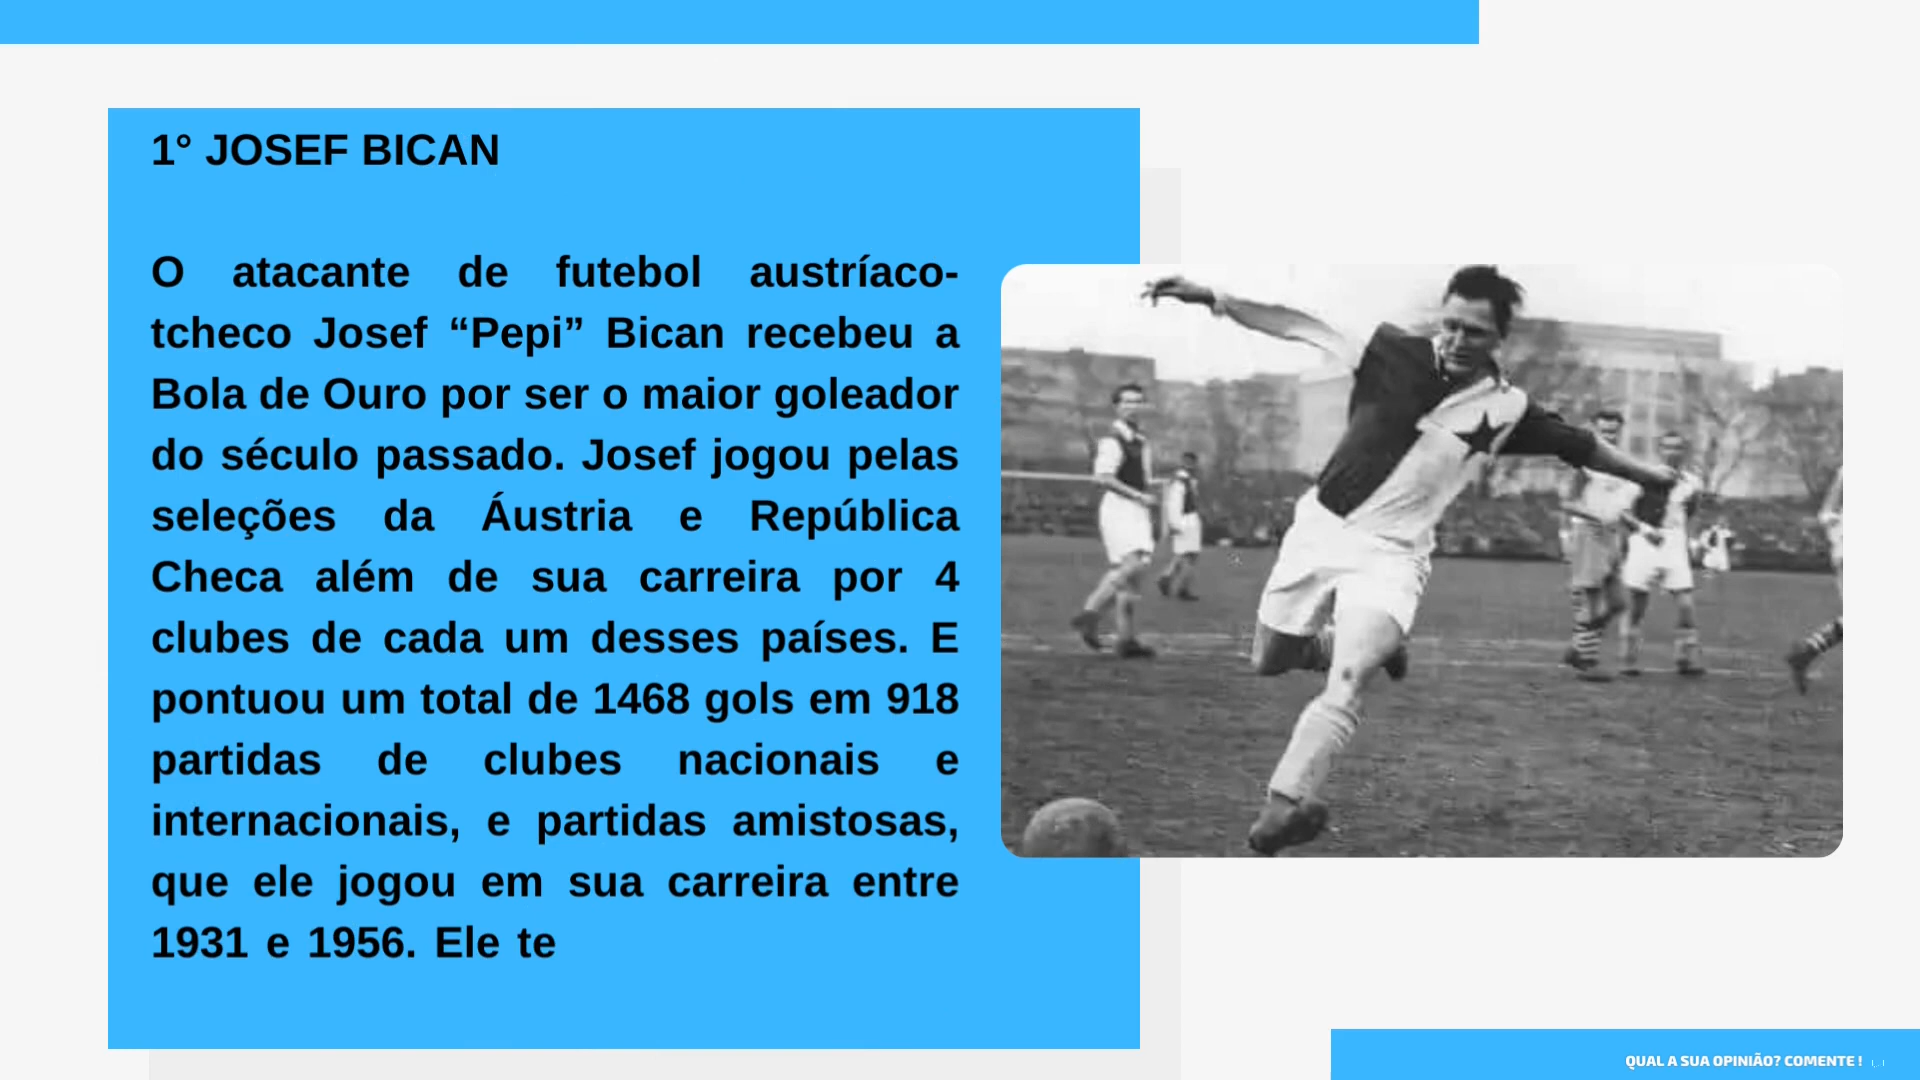 1° JOSEF BICAN
O atacante de futebol austríaco-
tcheco Josef “Pepi” Bican recebeu a
Bola de Ouro por ser o maior goleador
do século passado. Josef jogou pelas
seleções da Áustria e República
Checa além de sua carreira por 4
clubes de cada um desses países. E
pontuou um total de 1468 gols em 918
partidas de clubes nacionais e
internacionais, e partidas amistosas,
que ele jogou em sua carreira entre
1931 e 1956. Ele te
QUAL A SUA OPINIÃO? COMENTE !